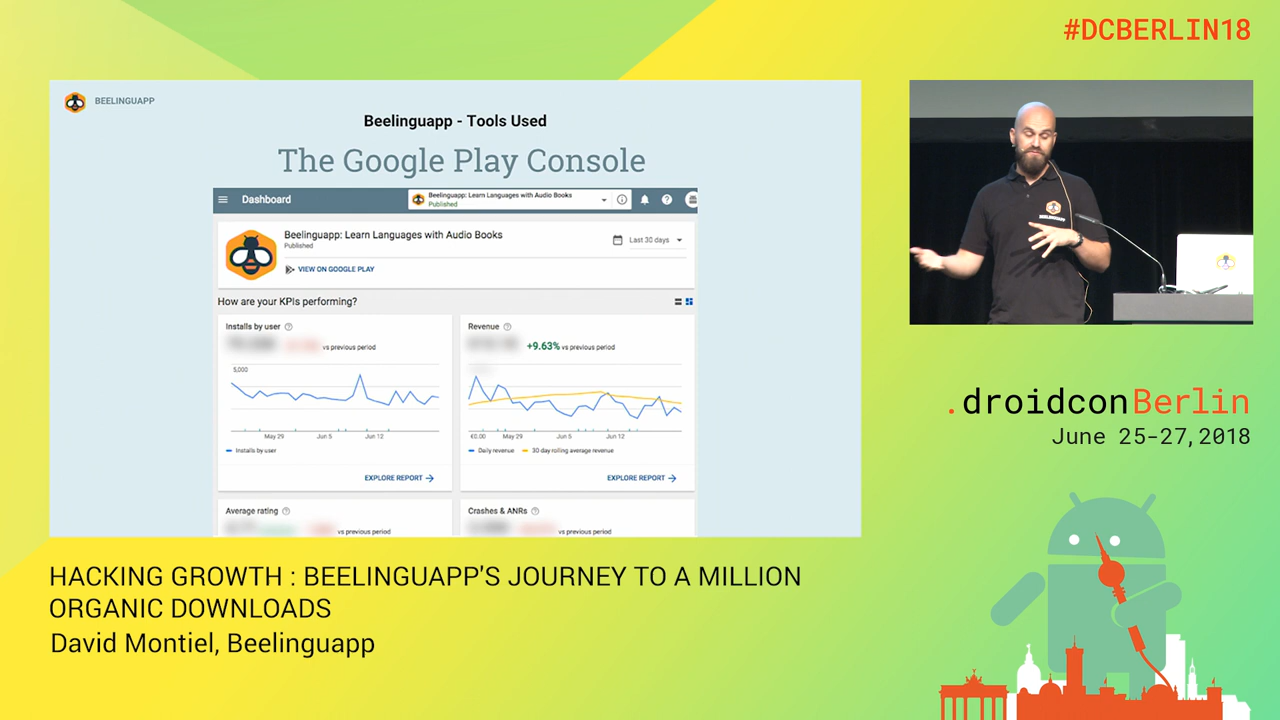 #DCBERLIN18
BEELINGUAPP
Beelinguapp - Tools Used
The Google Play Console
Dashboard
Beelinguapp: Learn Languages with Audio Books
Published
Beelinguapp: Learn Languages with Audio Books
Published
Last 30 days
VIEW ON GOOGLE PLAY
How are your KPIs performing?
Installs by user
vs previous period
5,000
May 29 Jun 5 Jun 12
Installs by user
EXPLORE REPORT
Revenue
+9.63% vs previous period
€0.00 May 29 Jun 5 Jun 12
Daily revenue 30 day rolling average revenue
EXPLORE REPORT
Average rating
vs previous period
Crashes & ANRs
vs previous period
BEELINGUAPP
.droidconBerlin
June 25-27,2018
HACKING GROWTH : BEELINGUAPP'S JOURNEY TO A MILLION
ORGANIC DOWNLOADS
David Montiel, Beelinguapp